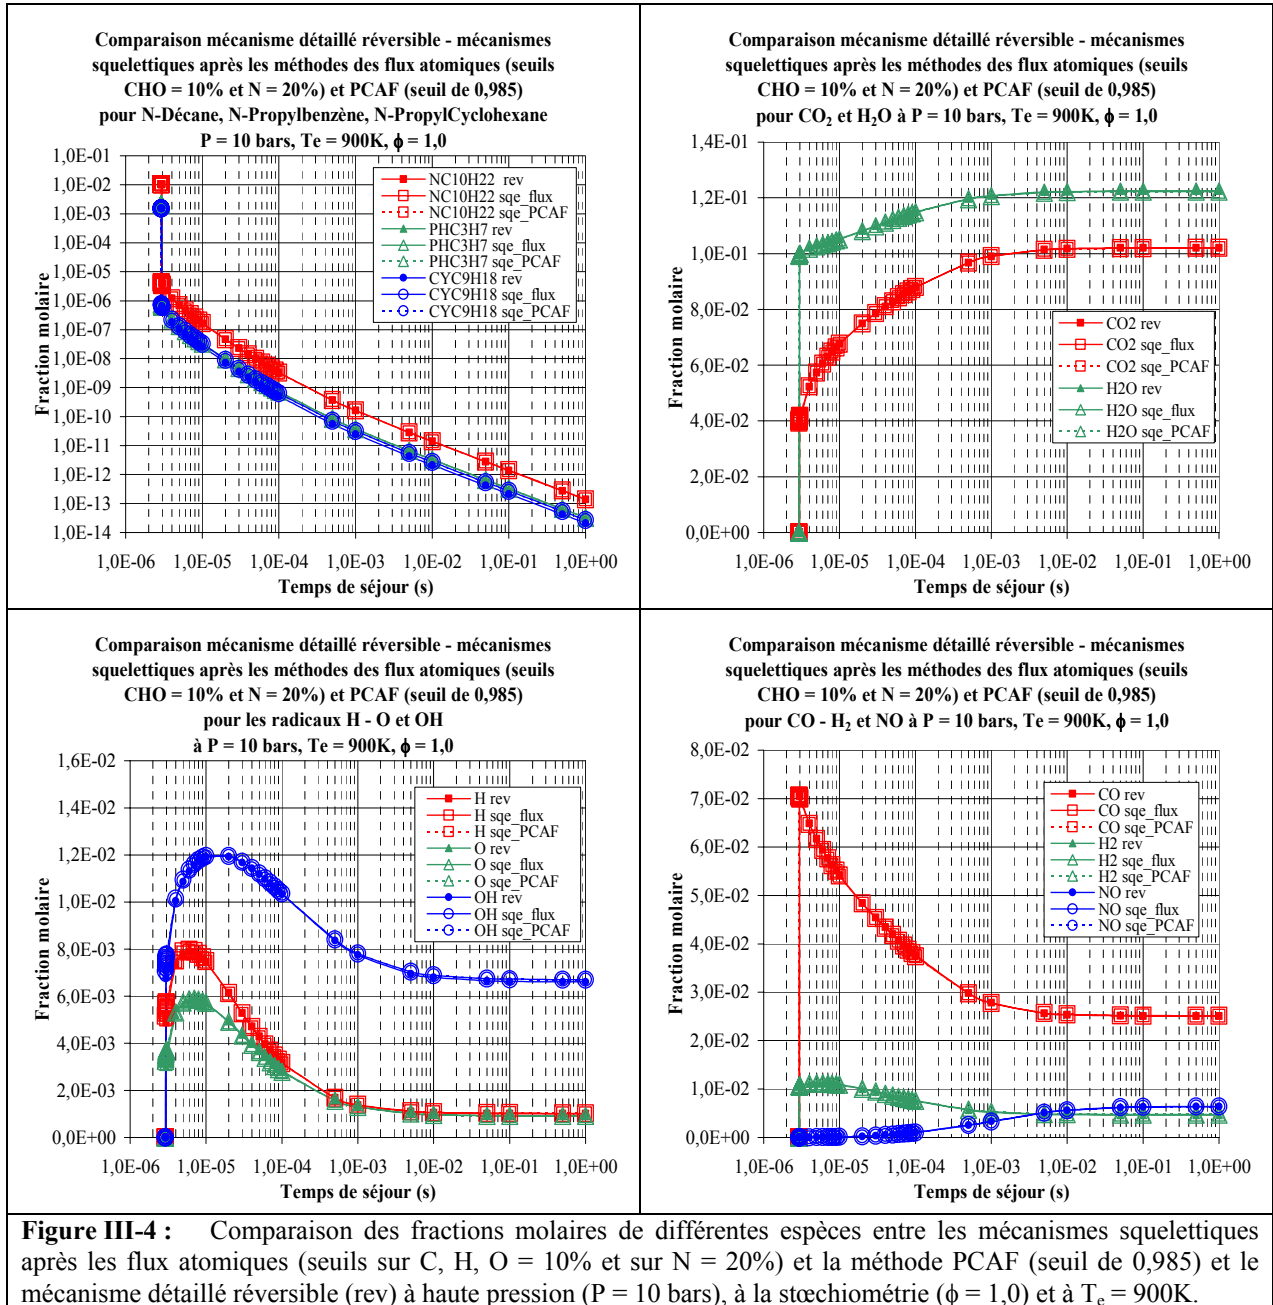 Comparaison mécanisme détaillé réversible - mécanismes
squelettiques après les méthodes des flux atomiques (seuils
CHO = 10% et N = 20%) et PCAF (seuil de 0,985)
pour N-Décane, N-Propylbenzène, N-PropylCyclohexane
P = 10 bars, Te = 900K, ϕ = 1,0
1,0E-01
1,0E-02
1,0E-03
1,0E-04
1,0E-05
1,0E-06
1,0E-07
1,0E-08
1,0E-09
1,0E-10
1,0E-11
1,0E-12
1,0E-13
1,0E-14
Fraction molaire
NC10H22 rev
NC10H22 sqe_flux
NC10H22 sqe_PCAF
PHC3H7 rev
PHC3H7 sqe_flux
PHC3H7 sqe_PCAF
CYC9H18 rev
CYC9H18 sqe_flux
CYC9H18 sqe_PCAF
1,0E-06 1,0E-05 1,0E-04 1,0E-03 1,0E-02 1,0E-01 1,0E+00
Temps de séjour (s)
Comparaison mécanisme détaillé réversible - mécanismes
squelettiques après les méthodes des flux atomiques (seuils
CHO = 10% et N = 20%) et PCAF (seuil de 0,985)
pour CO₂ et H₂O à P = 10 bars, Te = 900K, ϕ = 1,0
1,4E-01
1,2E-01
1,0E-01
8,0E-02
6,0E-02
4,0E-02
2,0E-02
0,0E+00
Fraction molaire
CO2 rev
CO2 sqe_flux
CO2 sqe_PCAF
H2O rev
H2O sqe_flux
H2O sqe_PCAF
1,0E-06 1,0E-05 1,0E-04 1,0E-03 1,0E-02 1,0E-01 1,0E+00
Temps de séjour (s)
Comparaison mécanisme détaillé réversible - mécanismes
squelettiques après les méthodes des flux atomiques (seuils
CHO = 10% et N = 20%) et PCAF (seuil de 0,985)
pour les radicaux H - O et OH
à P = 10 bars, Te = 900K, ϕ = 1,0
1,6E-02
1,4E-02
1,2E-02
1,0E-02
8,0E-03
6,0E-03
4,0E-03
2,0E-03
0,0E+00
Fraction molaire
H rev
H sqe_flux
H sqe_PCAF
O rev
O sqe_flux
O sqe_PCAF
OH rev
OH sqe_flux
OH sqe_PCAF
1,0E-06 1,0E-05 1,0E-04 1,0E-03 1,0E-02 1,0E-01 1,0E+00
Temps de séjour (s)
Comparaison mécanisme détaillé réversible - mécanismes
squelettiques après les méthodes des flux atomiques (seuils
CHO = 10% et N = 20%) et PCAF (seuil de 0,985)
pour CO - H₂ et NO à P = 10 bars, Te = 900K, ϕ = 1,0
8,0E-02
7,0E-02
6,0E-02
5,0E-02
4,0E-02
3,0E-02
2,0E-02
1,0E-02
0,0E+00
Fraction molaire
CO rev
CO sqe_flux
CO sqe_PCAF
H2 rev
H2 sqe_flux
H2 sqe_PCAF
NO rev
NO sqe_flux
NO sqe_PCAF
1,0E-06 1,0E-05 1,0E-04 1,0E-03 1,0E-02 1,0E-01 1,0E+00
Temps de séjour (s)
Figure III-4 : Comparaison des fractions molaires de différentes espèces entre les mécanismes squelettiques
après les flux atomiques (seuils sur C, H, O = 10% et sur N = 20%) et la méthode PCAF (seuil de 0,985) et le
mécanisme détaillé réversible (rev) à haute pression (P = 10 bars), à la stœchiométrie (ϕ = 1,0) et à Tₑ = 900K.